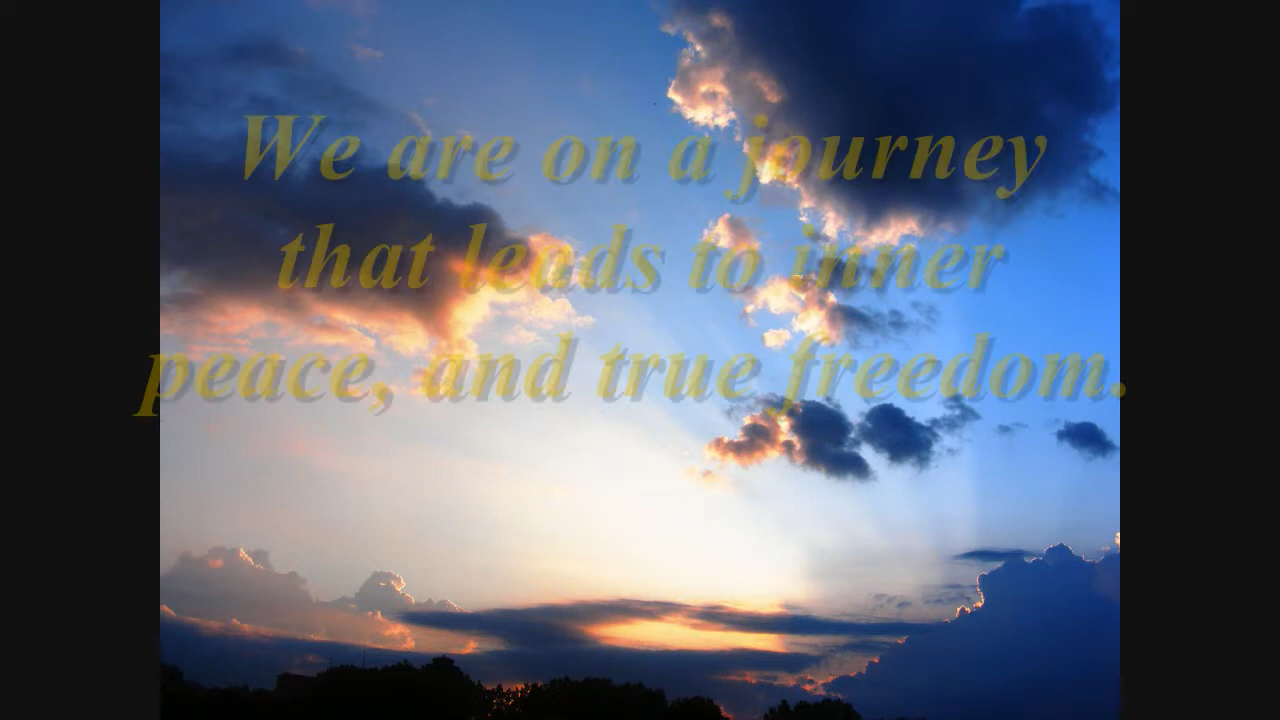 We are on a journey
that leads to inner
peace, and true freedom.